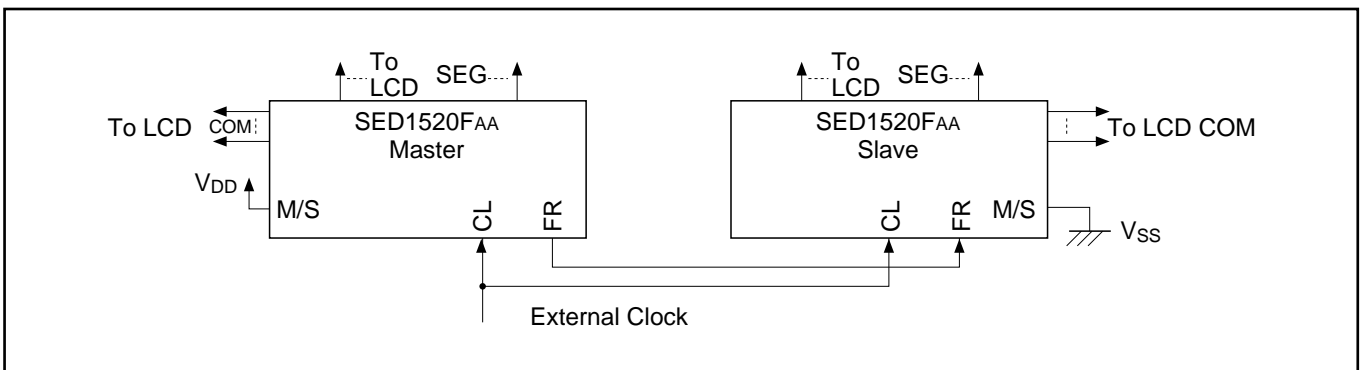 To
LCD
SEG
To
LCD
SEG
To LCD
COM
SED1520FAA
Master
SED1520FAA
Slave
To LCD COM
VDD
M/S
CL
FR
CL
FR
M/S
VSS
External Clock